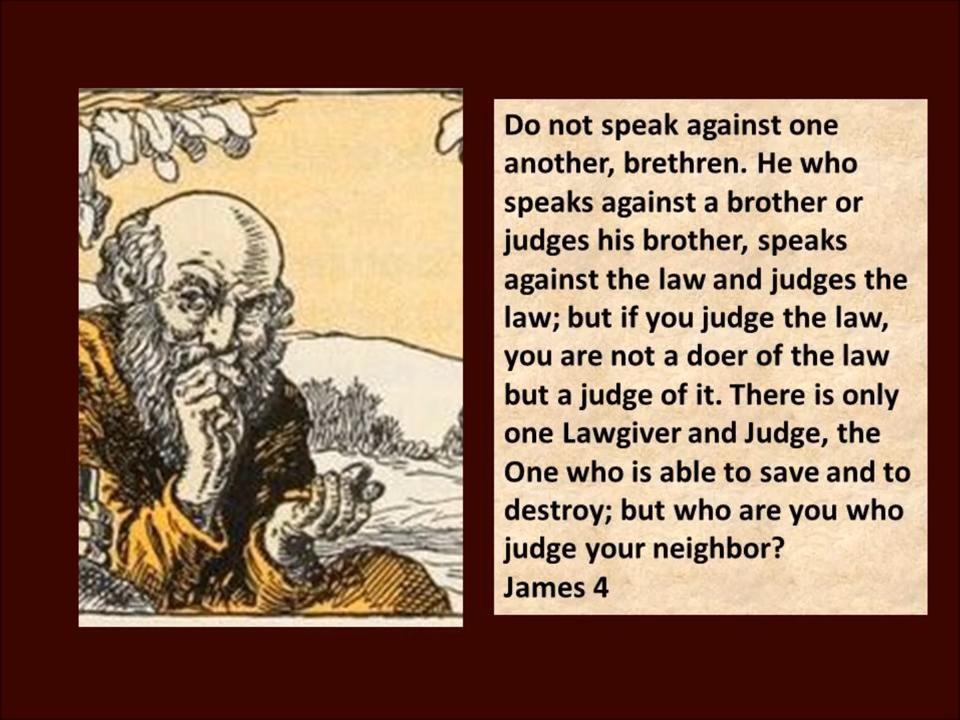 Do not speak against one
another, brethren. He who
speaks against a brother or
judges his brother, speaks
against the law and judges the
law; but if you judge the law,
you are not a doer of the law
but a judge of it. There is only
one Lawgiver and Judge, the
One who is able to save and to
destroy; but who are you who
judge your neighbor?
James 4